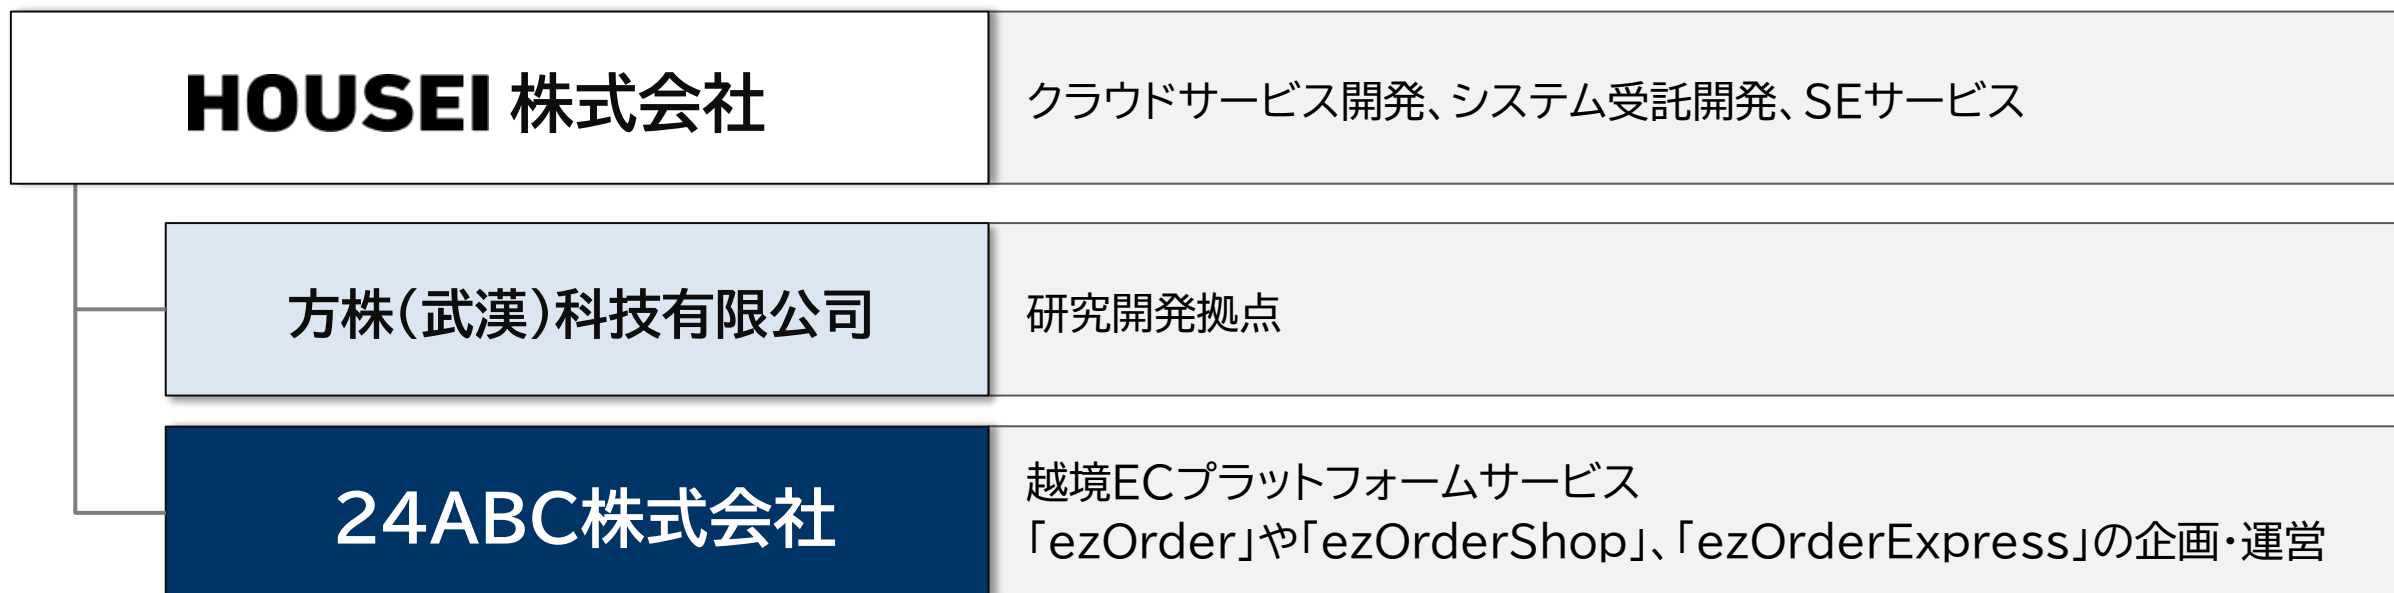 HOUSEI 株式会社
クラウドサービス開発、システム受託開発、SEサービス
方株(武漢)科技有限公司
研究開発拠点
24ABC株式会社
越境ECプラットフォームサービス
「ezOrder」や「ezOrderShop」、「ezOrderExpress」の企画・運営